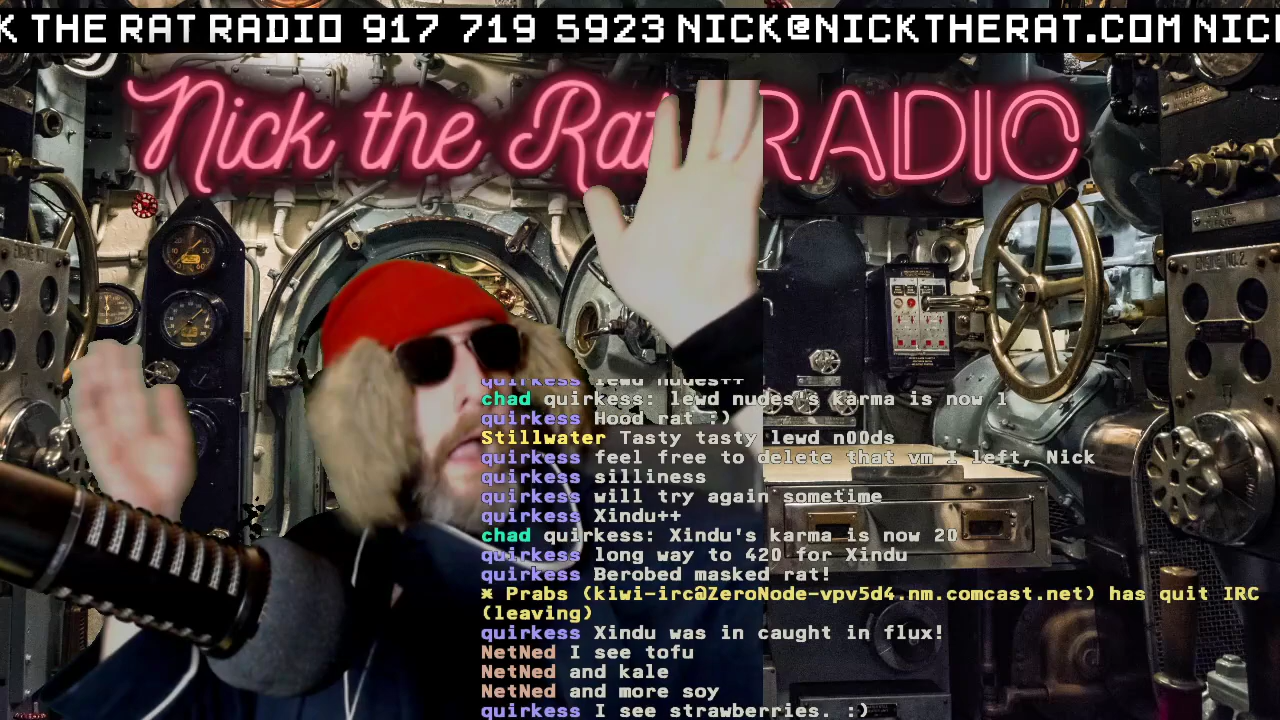 K THE RAT RADIO 917 719 5923 NICK@NICKTHERAT.COM NIC
Nick the Rat RADIO
quirkess lewd nudes++
chad quirkess: lewd nudes's karma is now 1
quirkess Hood rat :)
Stillwater Tasty tasty lewd n00ds
quirkess feel free to delete that vm I left, Nick
quirkess silliness
quirkess will try again sometime
quirkess Xindu++
chad quirkess: Xindu's karma is now 20
quirkess long way to 420 for Xindu
quirkess Berobed masked rat!
* Prabs (kiwi-irc@ZeroNode-vpv5d4.nm.comcast.net) has quit IRC
(leaving)
quirkess Xindu was in caught in flux!
NetNed I see tofu
NetNed and kale
NetNed and more soy
quirkess I see strawberries. :)